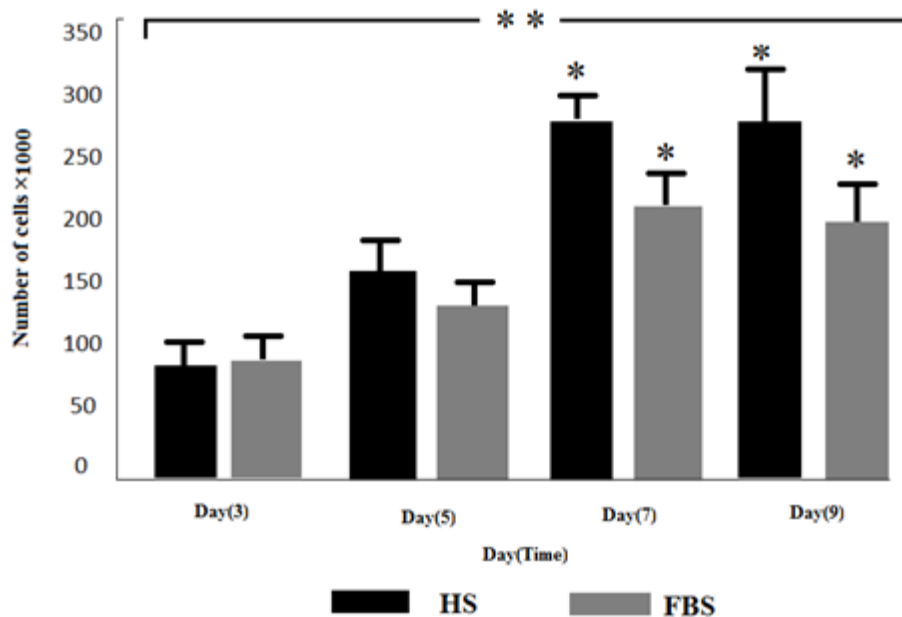 **
350
300
250
200
150
100
50
0
Number of cells ×1000
*
*
*
*
Day(3)
Day(5)
Day(7)
Day(9)
Day(Time)
HS
FBS